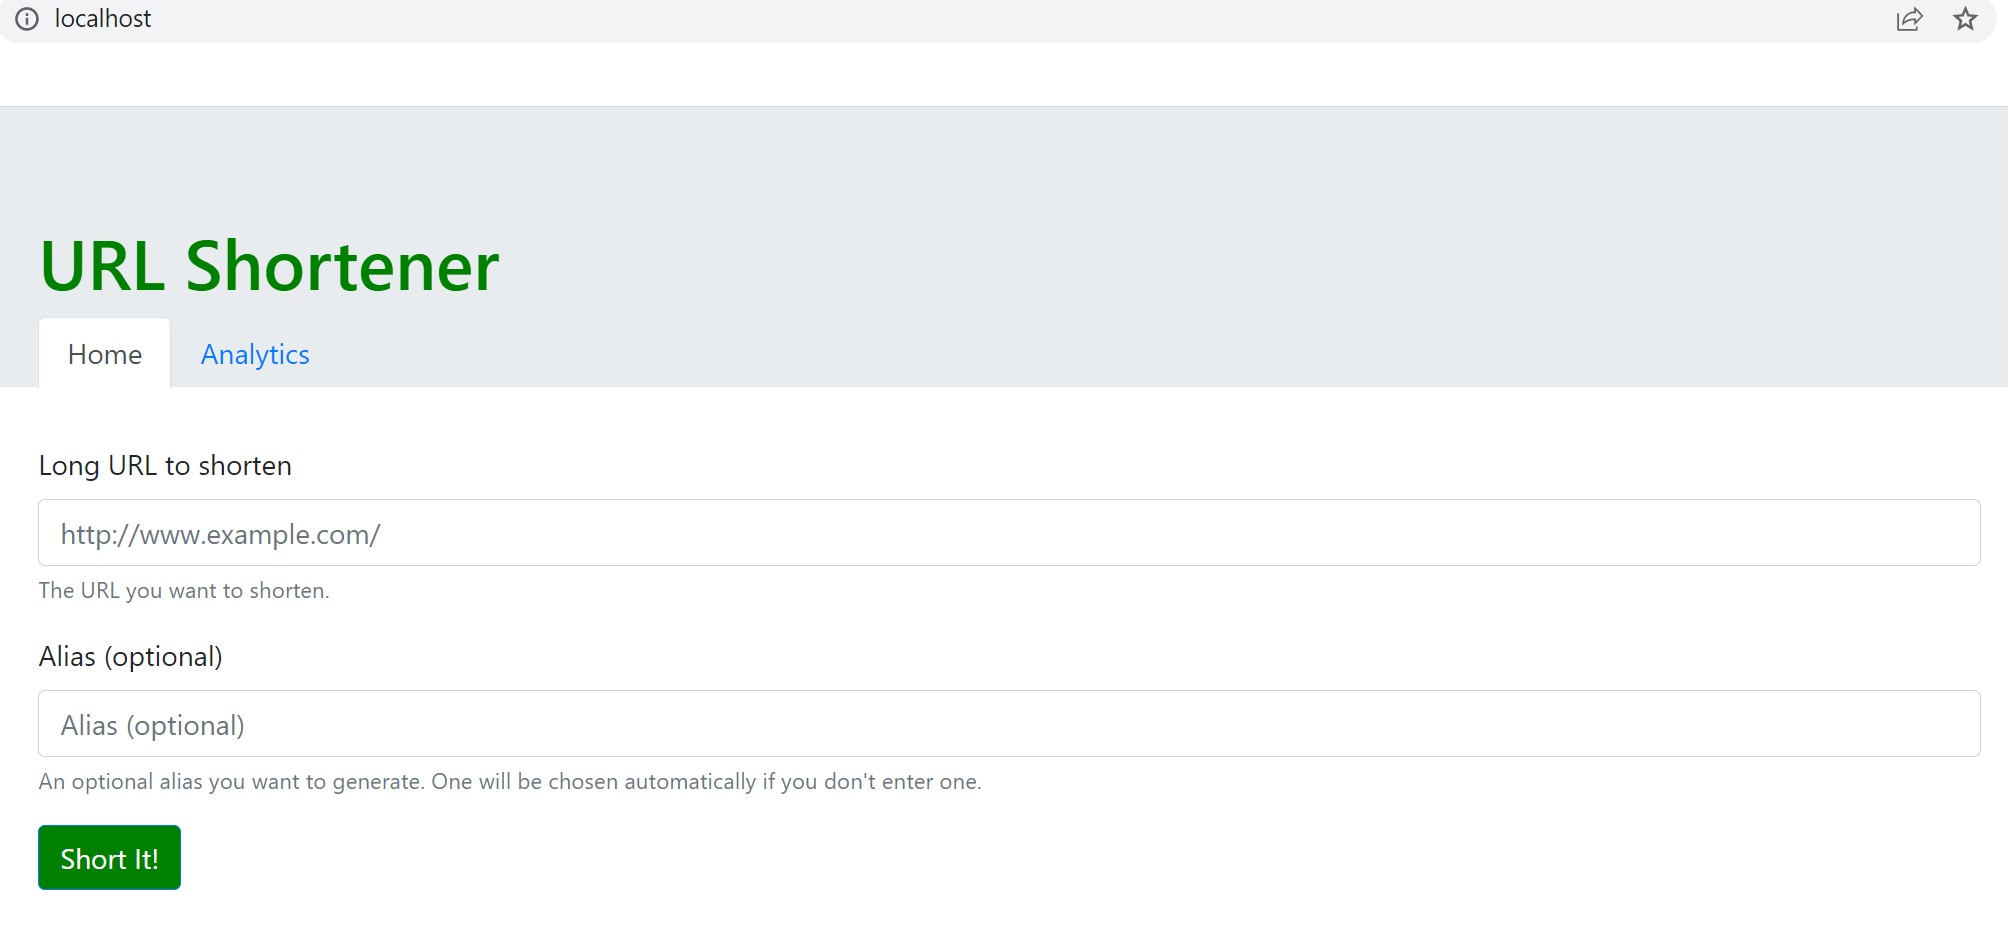 localhost
URL Shortener
Home Analytics
Long URL to shorten
http://www.example.com/
The URL you want to shorten.
Alias (optional)
Alias (optional)
An optional alias you want to generate. One will be chosen automatically if you don't enter one.
Short It!